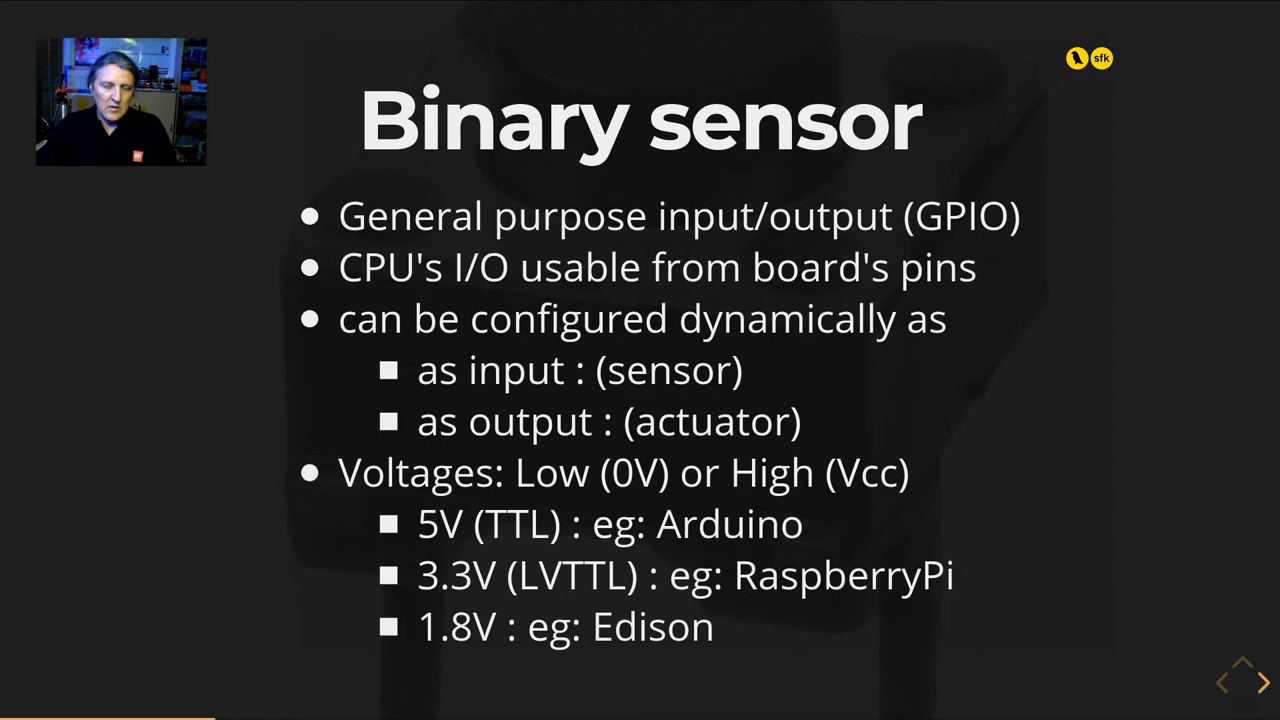 sfk
Binary sensor
● General purpose input/output (GPIO)
● CPU's I/O usable from board's pins
● can be configured dynamically as
■ as input : (sensor)
■ as output : (actuator)
● Voltages: Low (0V) or High (Vcc)
■ 5V (TTL) : eg: Arduino
■ 3.3V (LVTTL) : eg: RaspberryPi
■ 1.8V : eg: Edison